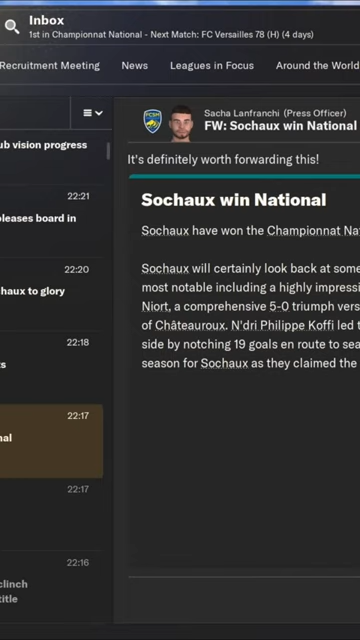 Inbox
1st in Championnat National - Next Match: FC Versailles 78 (H) (4 days)
Recruitment Meeting News Leagues in Focus Around the World
Sacha Lanfranchi (Press Officer)
FW: Sochaux win National
ub vision progress
It's definitely worth forwarding this!
22:21
pleases board in
Sochaux win National
Sochaux have won the Championnat Nat
22:20
haux to glory
Sochaux will certainly look back at some
most notable including a highly impressi
Niort, a comprehensive 5-0 triumph vers
of Châteauroux. N'dri Philippe Koffi led t
side by notching 19 goals en route to sea
season for Sochaux as they claimed the
22:18
ts
22:17
nal
22:17
22:16
clinch
title